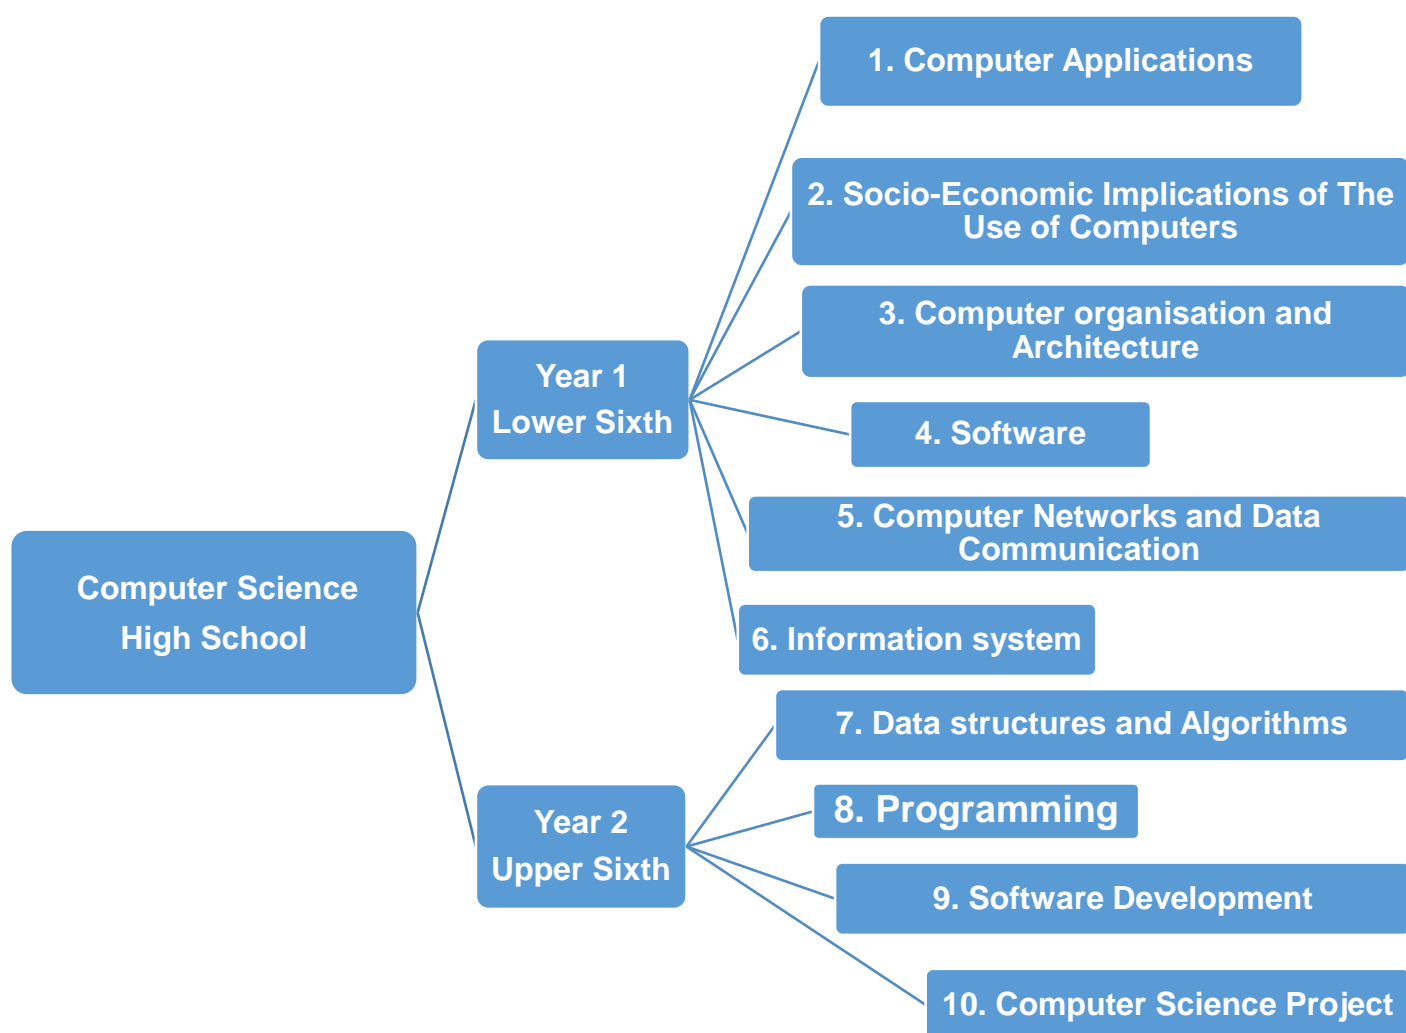 Computer Science
High School
Year 1
Lower Sixth
1. Computer Applications
2. Socio-Economic Implications of The
Use of Computers
3. Computer organisation and
Architecture
4. Software
5. Computer Networks and Data
Communication
6. Information system
Year 2
Upper Sixth
7. Data structures and Algorithms
8. Programming
9. Software Development
10. Computer Science Project